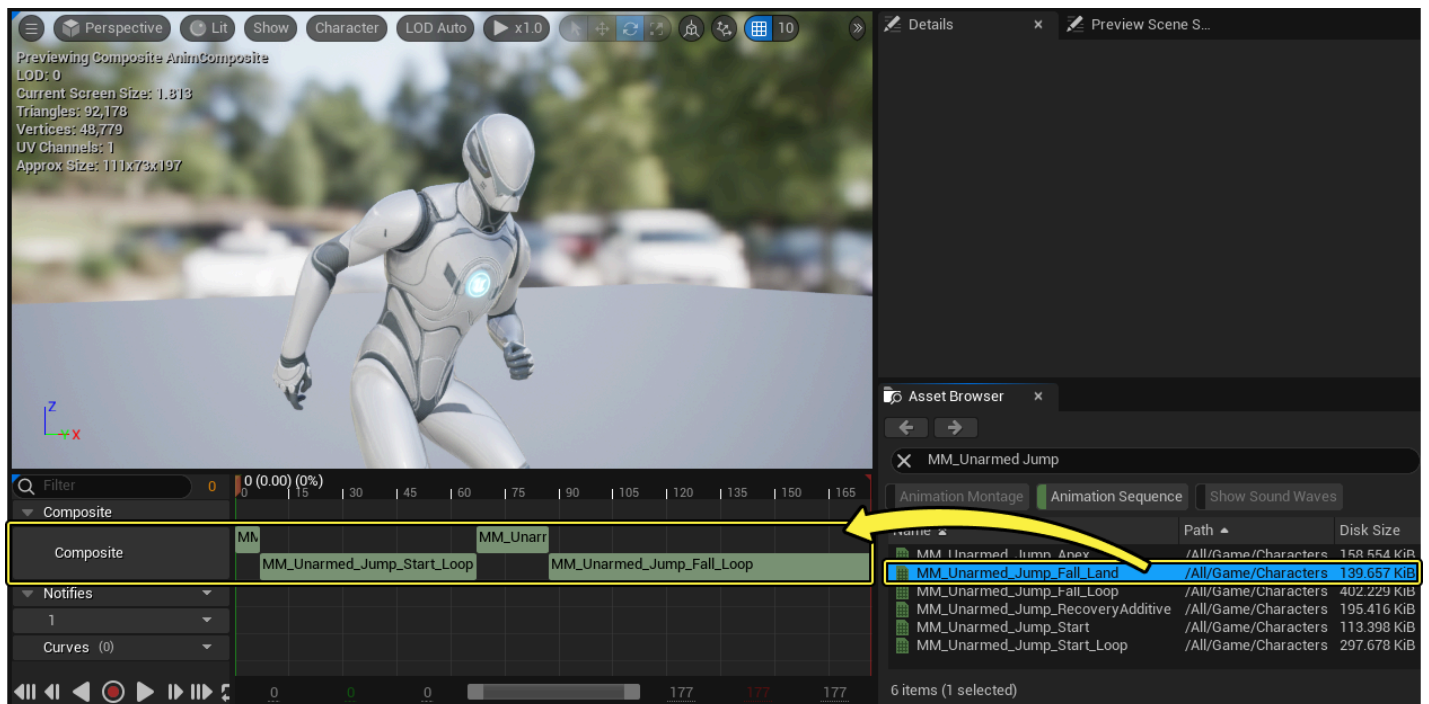 Perspective Lit Show Character LOD Auto x1.0 10
Previewing Composite AnimComposite
LOD: 0
Current Screen Size: 1.813
Triangles: 92,178
Vertices: 48,779
UV Channels: 1
Approx Size: 111x73x197
Z
Y X
Details
Preview Scene S...
Asset Browser
MM_Unarmed Jump
Animation Montage Animation Sequence Show Sound Waves
Name Path Disk Size
MM_Unarmed_Jump_Apex /All/Game/Characters 158.554 KiB
MM_Unarmed_Jump_Fall_Land /All/Game/Characters 139.657 KiB
MM_Unarmed_Jump_Fall_Loop /All/Game/Characters 402.229 KiB
MM_Unarmed_Jump_RecoveryAdditive /All/Game/Characters 195.416 KiB
MM_Unarmed_Jump_Start /All/Game/Characters 113.398 KiB
MM_Unarmed_Jump_Start_Loop /All/Game/Characters 297.678 KiB
6 items (1 selected)
Filter 0
0 (0.00) (0%)
0 15 30 45 60 75 90 105 120 135 150 165
Composite
Composite
MM MM_Unarr
MM_Unarmed_Jump_Start_Loop MM_Unarmed_Jump_Fall_Loop
Notifies
1
Curves (0)
0 0 0 177 177 177